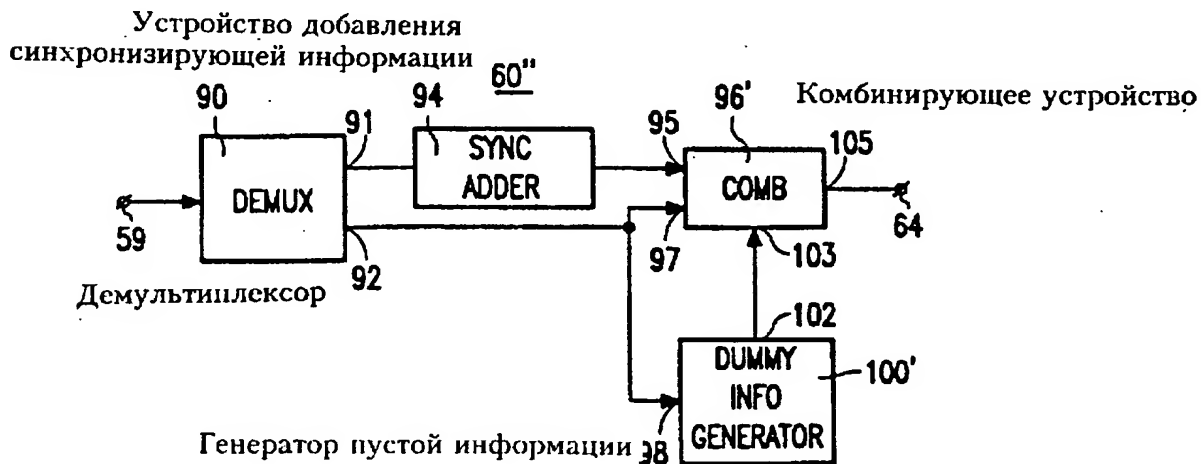 Устройство добавления
синхронизирующей информации
60"
90
94
96'
Комбинирующее устройство
91
95
105
SYNC
ADDER
DEMUX
COMB
59
92
97
103
64
Демультиплексор
102
DUMMY
INFO
GENERATOR
100'
Генератор пустой информации
98